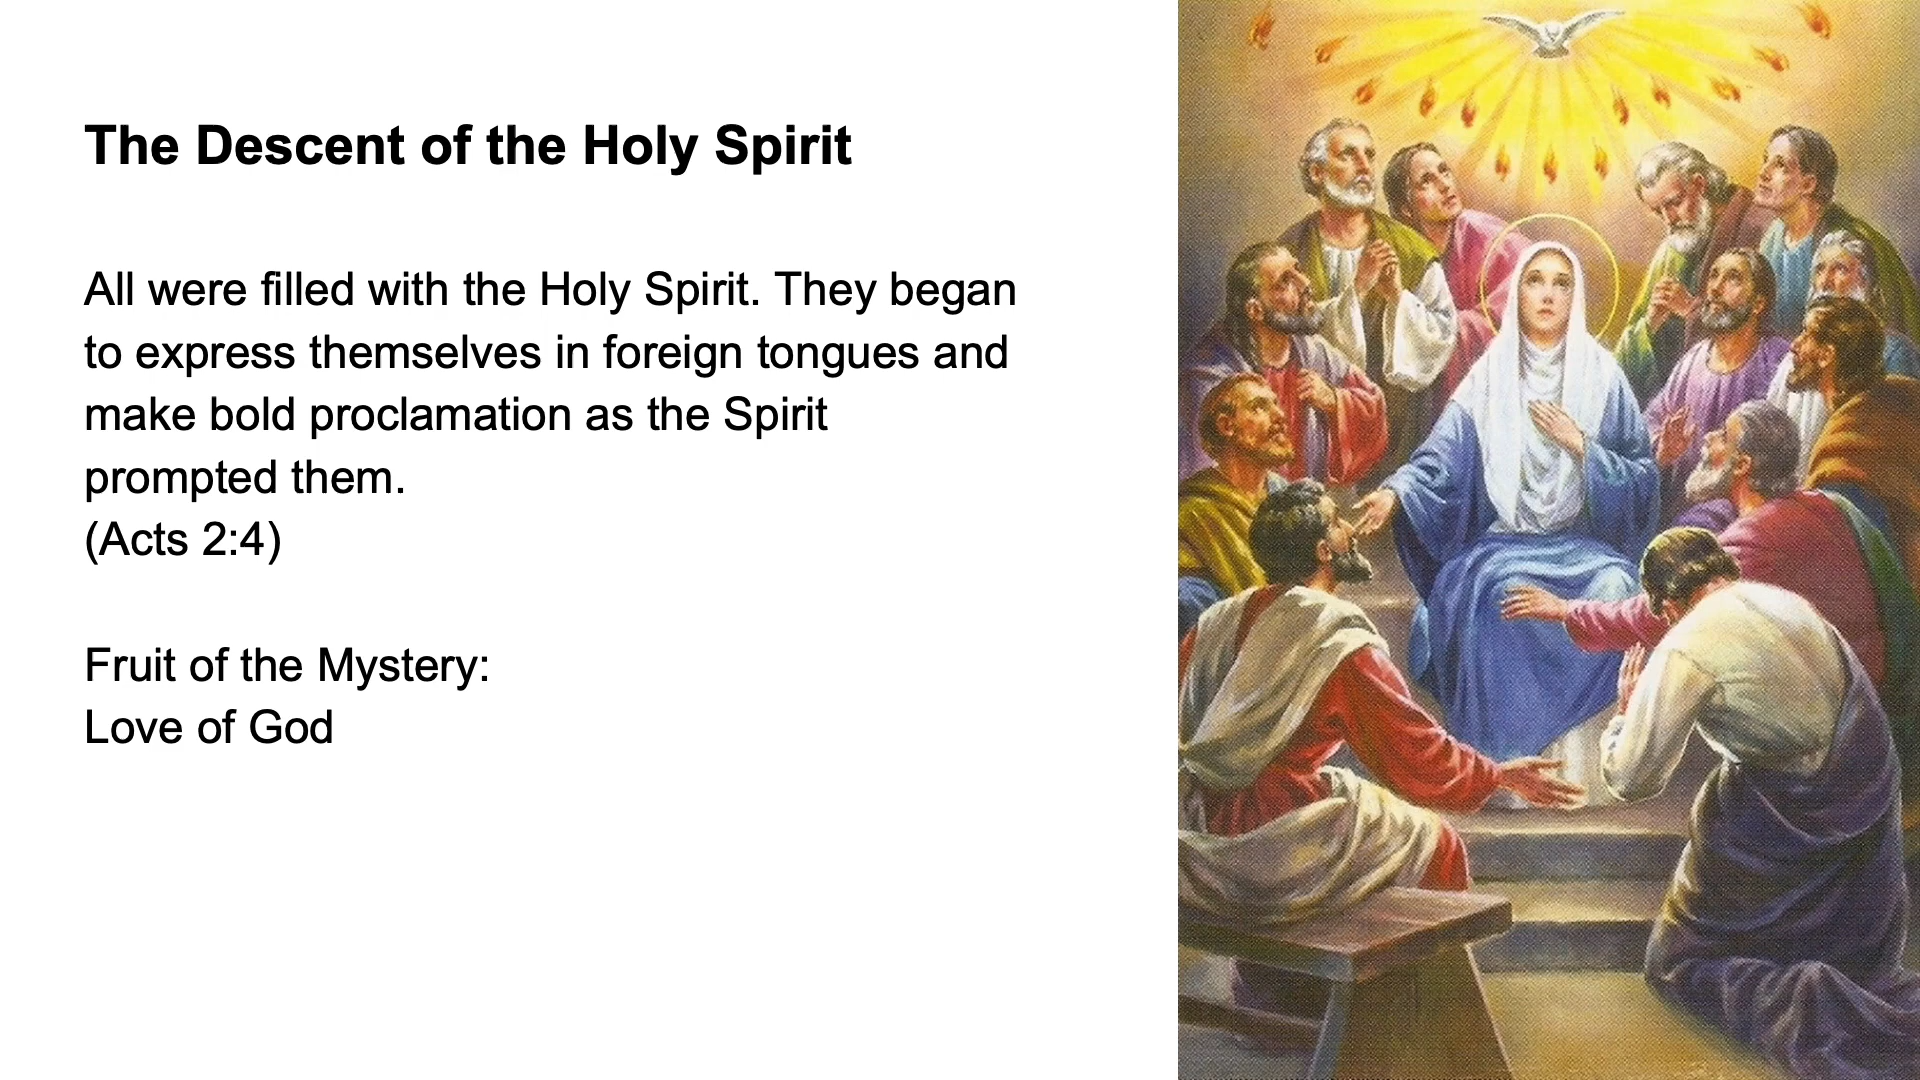 The Descent of the Holy Spirit
All were filled with the Holy Spirit. They began
to express themselves in foreign tongues and
make bold proclamation as the Spirit
prompted them.
(Acts 2:4)
Fruit of the Mystery:
Love of God